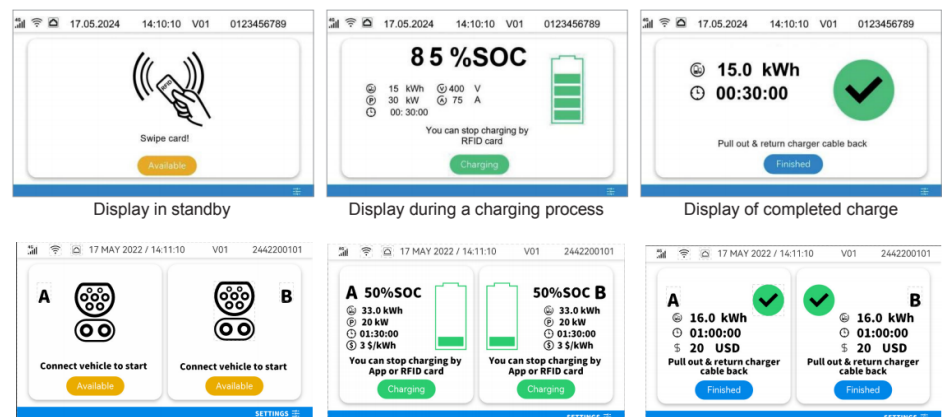 4G 17.05.2024 14:10:10 V01 0123456789
RFID
Swipe card!
Available
Display in standby
4G 17.05.2024 14:10:10 V01 0123456789
85 %SOC
15 kWh V 400 V
P 30 kW A 75 A
00: 30:00
You can stop charging by
RFID card
Charging
Display during a charging process
4G 17.05.2024 14:10:10 V01 0123456789
15.0 kWh
00:30:00
Pull out & return charger cable back
Finished
Display of completed charge
4G 17 MAY 2022 / 14:11:10 V01 2442200101
A
Connect vehicle to start
Available
B
Connect vehicle to start
Available
SETTINGS
4G 17 MAY 2022 / 14:11:10 V01 2442200101
A 50%SOC
33.0 kWh
P 20 kW
01:30:00
$ 3 $/kWh
You can stop charging by
App or RFID card
Charging
50%SOC B
33.0 kWh
P 20 kW
01:30:00
$ 3 $/kWh
You can stop charging by
App or RFID card
Charging
SETTINGS
4G 17 MAY 2022 / 14:11:10 V01 2442200101
A
16.0 kWh
01:00:00
$ 20 USD
Pull out & return charger
cable back
Finished
B
16.0 kWh
01:00:00
$ 20 USD
Pull out & return charger
cable back
Finished
SETTINGS